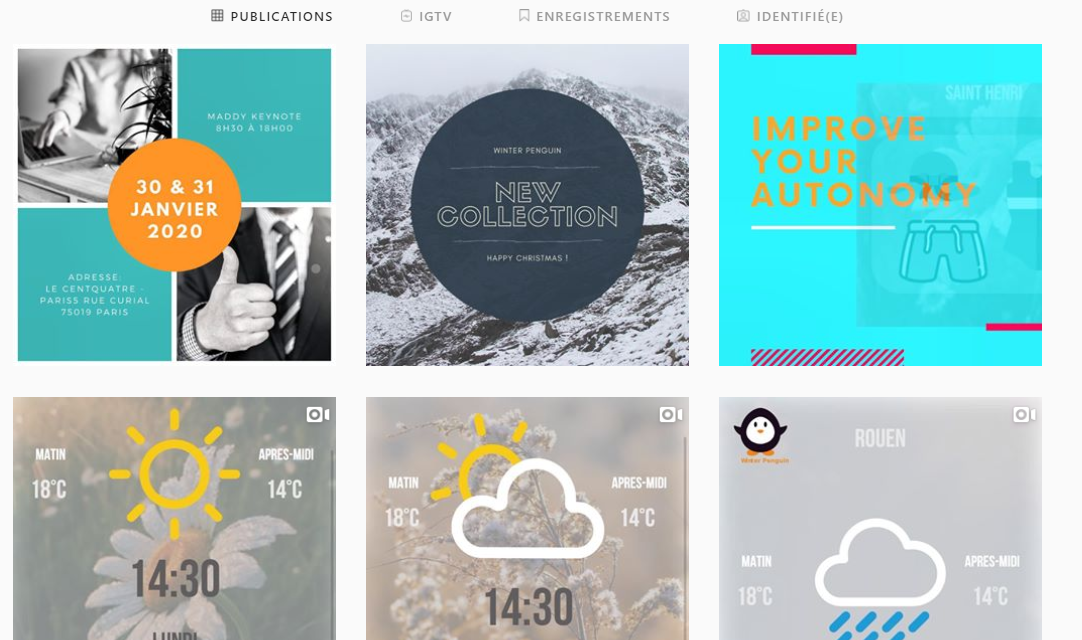 PUBLICATIONS
IGTV
ENREGISTREMENTS
IDENTIFIÉ(E)
MADDY KEYNOTE
8H30 À 18H00
30 & 31
JANVIER
2020
ADRESSE:
LE CENTQUATRE -
PARIS5 RUE CURIAL
75019 PARIS
WINTER PENGUIN
NEW
COLLECTION
HAPPY CHRISTMAS !
SAINT HENRI
IMPROVE
YOUR
AUTONOMY
MATIN
18°C
APRES-MIDI
14°C
14:30
LUNDI
MATIN
18°C
APRES-MIDI
14°C
14:30
Winter Penguin
ROUEN
MATIN
18°C
APRES-MIDI
14°C